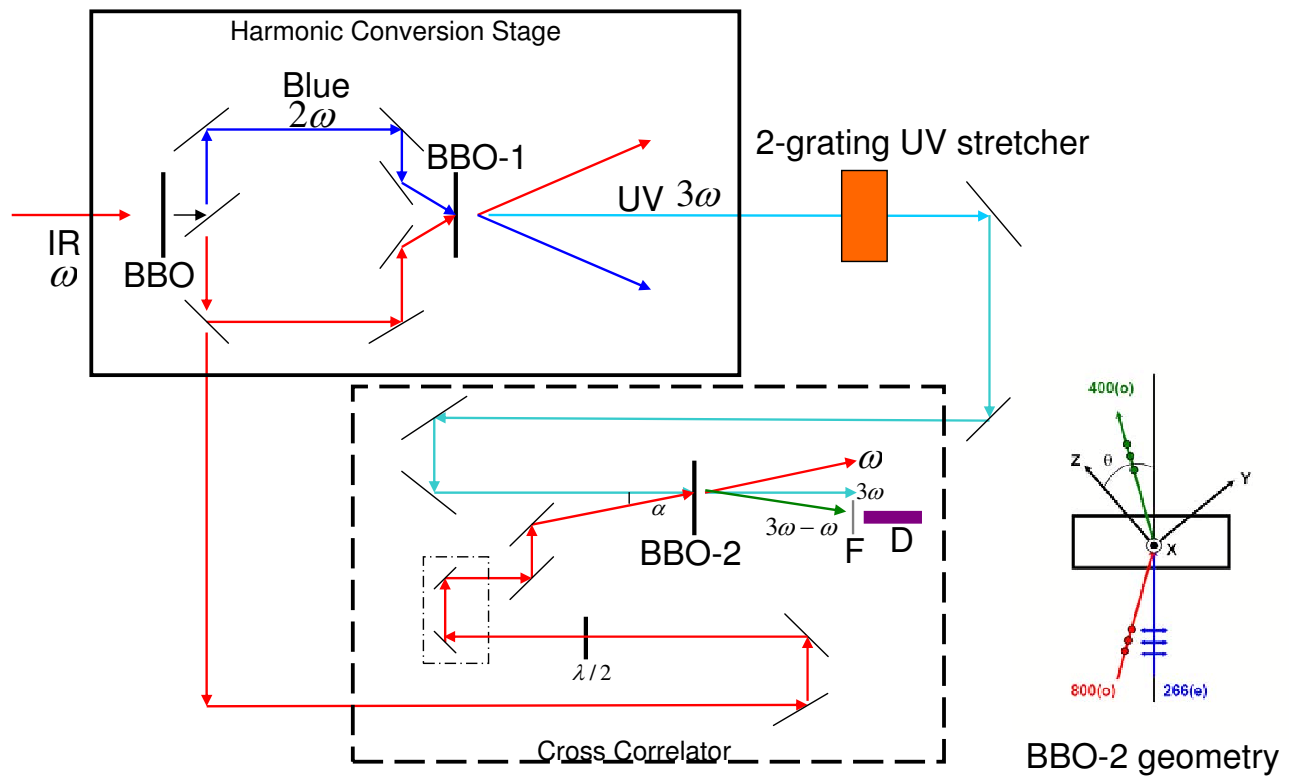 Harmonic Conversion Stage
Blue
2ω
BBO-1
2-grating UV stretcher
UV 3ω
IR
ω
BBO
400(o)
Z
θ
Y
X
ω
3ω
α
3ω − ω
BBO-2
F
D
λ / 2
800(o)
266(e)
Cross Correlator
BBO-2 geometry